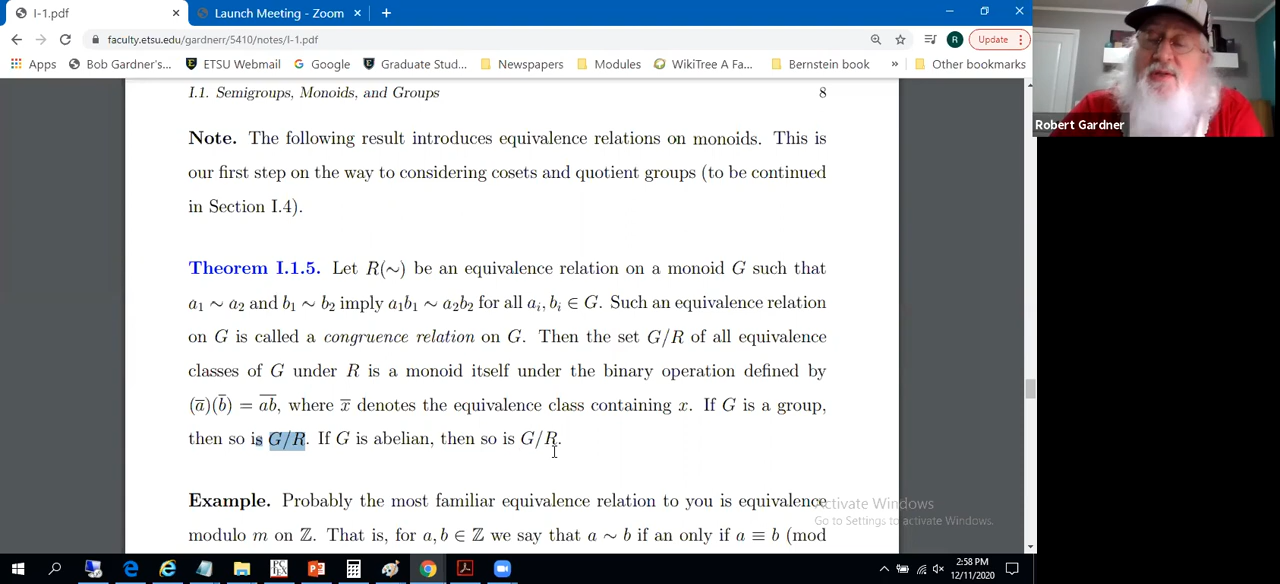 I-1.pdf
Launch Meeting - Zoom
faculty.etsu.edu/gardnerr/5410/notes/I-1.pdf
R
Update
Apps
Bob Gardner's...
ETSU Webmail
Google
Graduate Stud...
Newspapers
Modules
WikiTree A Fa...
Bernstein book
»
Other bookmarks
I.1. Semigroups, Monoids, and Groups 8
Note. The following result introduces equivalence relations on monoids. This is
our first step on the way to considering cosets and quotient groups (to be continued
in Section I.4).
Theorem I.1.5. Let R(∼) be an equivalence relation on a monoid G such that
a₁ ∼ a₂ and b₁ ∼ b₂ imply a₁b₁ ∼ a₂b₂ for all aᵢ, bᵢ ∈ G. Such an equivalence relation
on G is called a congruence relation on G. Then the set G/R of all equivalence
classes of G under R is a monoid itself under the binary operation defined by
(a̅)(b̅) = a̅b̅, where x̅ denotes the equivalence class containing x. If G is a group,
then so is G/R. If G is abelian, then so is G/R.
Example. Probably the most familiar equivalence relation to you is equivalence
modulo m on ℤ. That is, for a, b ∈ ℤ we say that a ∼ b if an only if a ≡ b (mod
Activate Windows
Go to Settings to activate Windows.
Robert Gardner
2:58 PM
12/11/2020